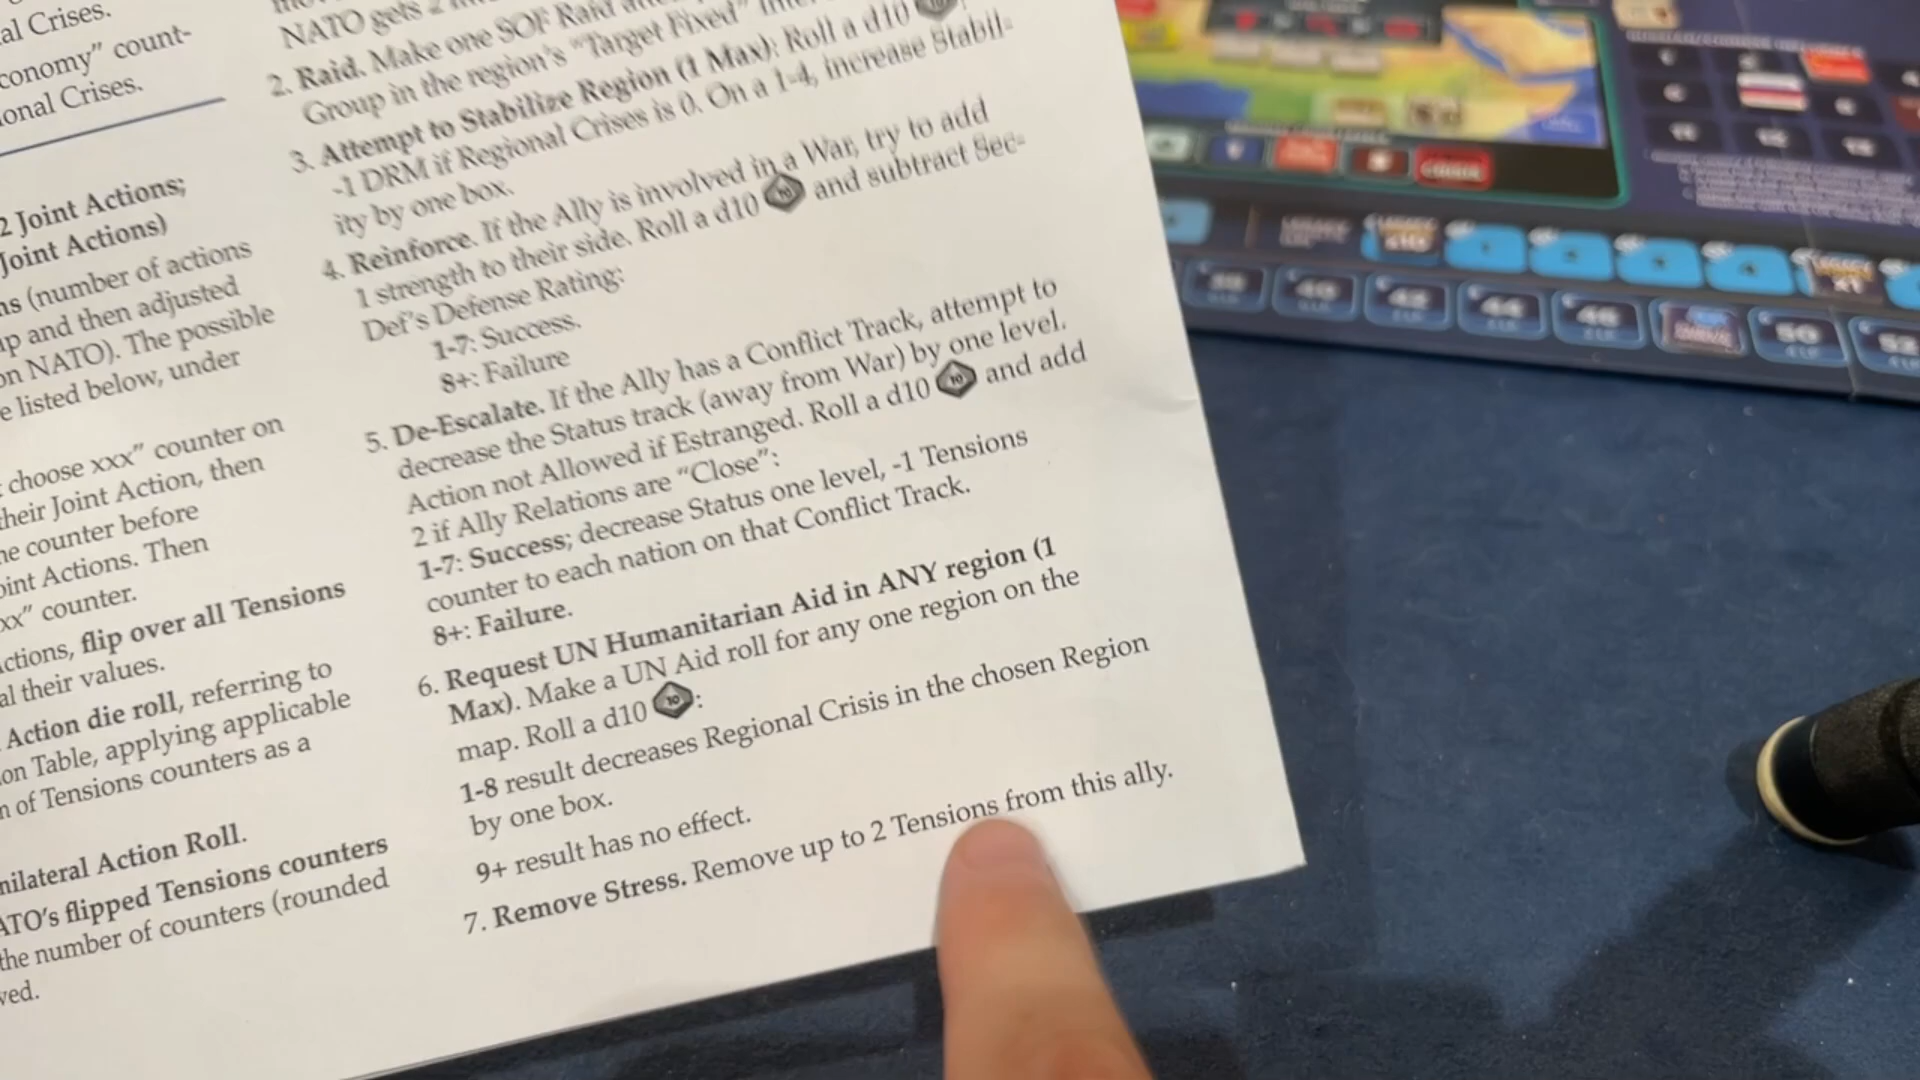 al Crises.
conomy" count-
onal Crises.
2 Joint Actions;
Joint Actions)
ns (number of actions
up and then adjusted
on NATO). The possible
e listed below, under
choose xxx" counter on
their Joint Action, then
he counter before
oint Actions. Then
xx" counter.
ctions, flip over all Tensions
al their values.
Action die roll, referring to
on Table, applying applicable
n of Tensions counters as a
nilateral Action Roll.
ATO's flipped Tensions counters
the number of counters (rounded
ved.
NATO gets 2
2. Raid. Make one SOF Raid
Group in the region's "Target Fixed"
3. Attempt to Stabilize Region (1 Max): Roll a d10
-1 DRM if Regional Crises is 0. On a 1-4, increase Stabil-
ity by one box.
4. Reinforce. If the Ally is involved in a War, try to add
1 strength to their side. Roll a d10 10 and subtract Sec-
Def's Defense Rating:
1-7: Success.
8+: Failure
5. De-Escalate. If the Ally has a Conflict Track, attempt to
decrease the Status track (away from War) by one level.
Action not Allowed if Estranged. Roll a d10 10 and add
2 if Ally Relations are "Close":
1-7: Success; decrease Status one level, -1 Tensions
counter to each nation on that Conflict Track.
8+: Failure.
6. Request UN Humanitarian Aid in ANY region (1
Max). Make a UN Aid roll for any one region on the
map. Roll a d10 10:
1-8 result decreases Regional Crisis in the chosen Region
by one box.
9+ result has no effect.
7. Remove Stress. Remove up to 2 Tensions from this ally.
44
46
50
52